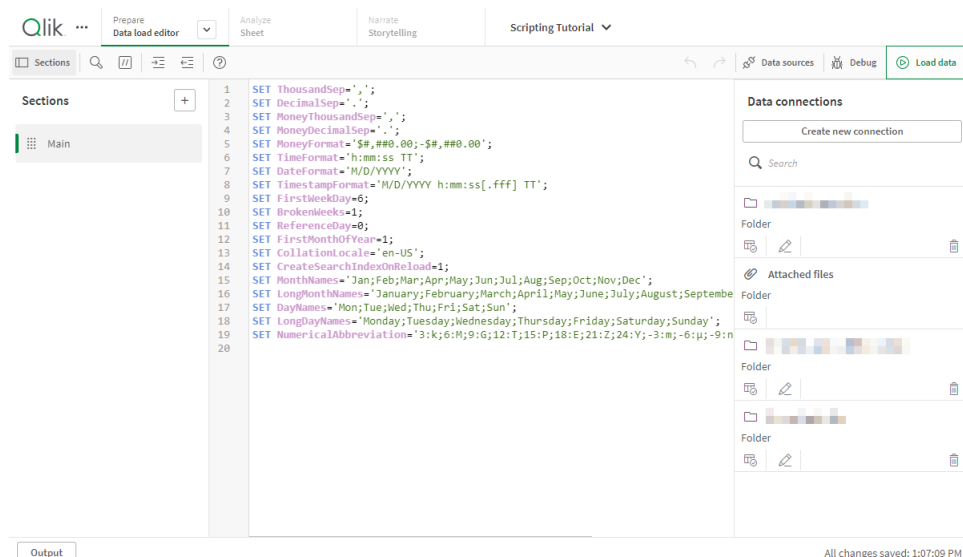 Qlik
Prepare
Data load editor
Analyze
Sheet
Narrate
Storytelling
Scripting Tutorial
Sections
Data sources
Debug
Load data
Sections
Main
1 SET ThousandSep=',';
2 SET DecimalSep='.';
3 SET MoneyThousandSep=',';
4 SET MoneyDecimalSep='.';
5 SET MoneyFormat='$#,##0.00;-$#,##0.00';
6 SET TimeFormat='h:mm:ss TT';
7 SET DateFormat='M/D/YYYY';
8 SET TimestampFormat='M/D/YYYY h:mm:ss[.fff] TT';
9 SET FirstWeekDay=6;
10 SET BrokenWeeks=1;
11 SET ReferenceDay=0;
12 SET FirstMonthOfYear=1;
13 SET CollationLocale='en-US';
14 SET CreateSearchIndexOnReload=1;
15 SET MonthNames='Jan;Feb;Mar;Apr;May;Jun;Jul;Aug;Sep;Oct;Nov;Dec';
16 SET LongMonthNames='January;February;March;April;May;June;July;August;Septembe
17 SET DayNames='Mon;Tue;Wed;Thu;Fri;Sat;Sun';
18 SET LongDayNames='Monday;Tuesday;Wednesday;Thursday;Friday;Saturday;Sunday';
19 SET NumericalAbbreviation='3:k;6:M;9:G;12:T;15:P;18:E;21:Z;24:Y;-3:m;-6:μ;-9:n
20
Data connections
Create new connection
Search
Folder
Attached files
Folder
Folder
Folder
Output
All changes saved: 1:07:09 PM